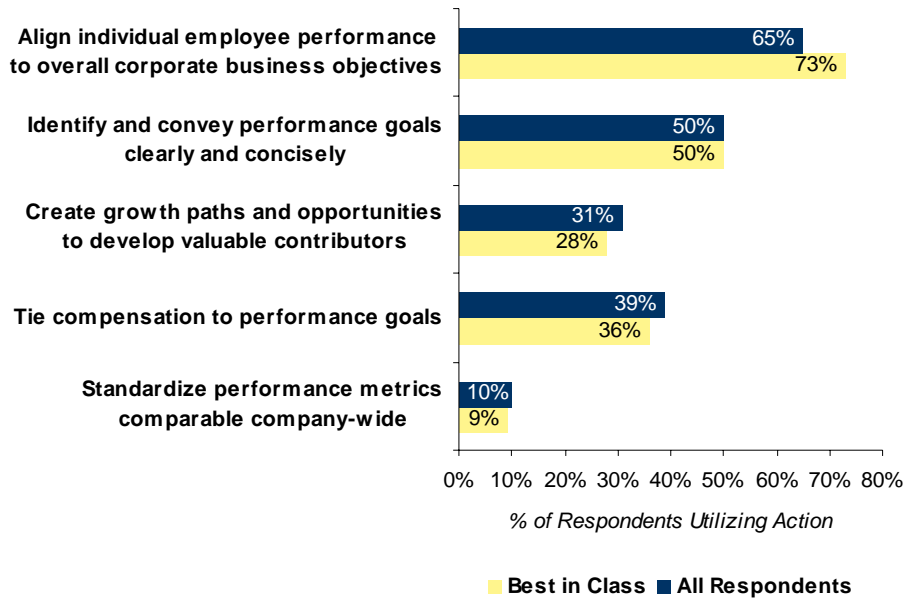 Align individual employee performance
to overall corporate business objectives
65%
73%
Identify and convey performance goals
clearly and concisely
50%
50%
Create growth paths and opportunities
to develop valuable contributors
31%
28%
Tie compensation to performance goals
39%
36%
Standardize performance metrics
comparable company-wide
10%
9%
0% 10% 20% 30% 40% 50% 60% 70% 80%
% of Respondents Utilizing Action
Best in Class All Respondents